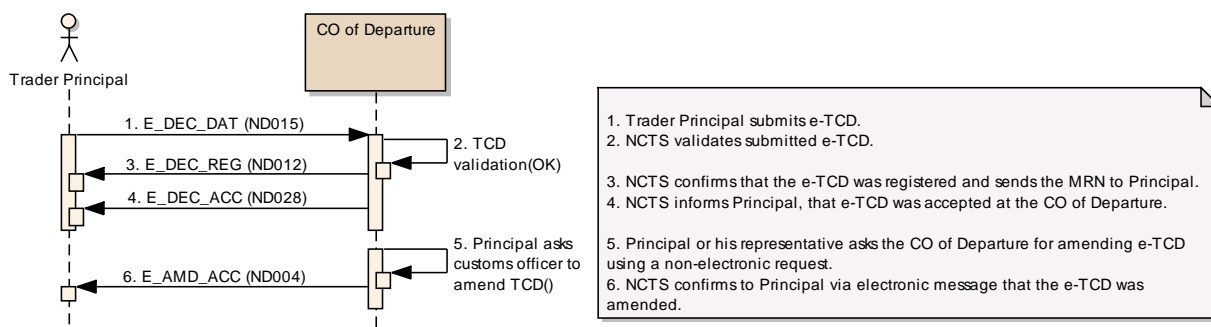 CO of Departure
Trader Principal
1. E_DEC_DAT (ND015)
2. TCD
validation(OK)
3. E_DEC_REG (ND012)
4. E_DEC_ACC (ND028)
5. Principal asks
customs officer to
amend TCD()
6. E_AMD_ACC (ND004)
1. Trader Principal submits e-TCD.
2. NCTS validates submitted e-TCD.
3. NCTS confirms that the e-TCD was registered and sends the MRN to Principal.
4. NCTS informs Principal, that e-TCD was accepted at the CO of Departure.
5. Principal or his representative asks the CO of Departure for amending e-TCD
using a non-electronic request.
6. NCTS confirms to Principal via electronic message that the e-TCD was
amended.